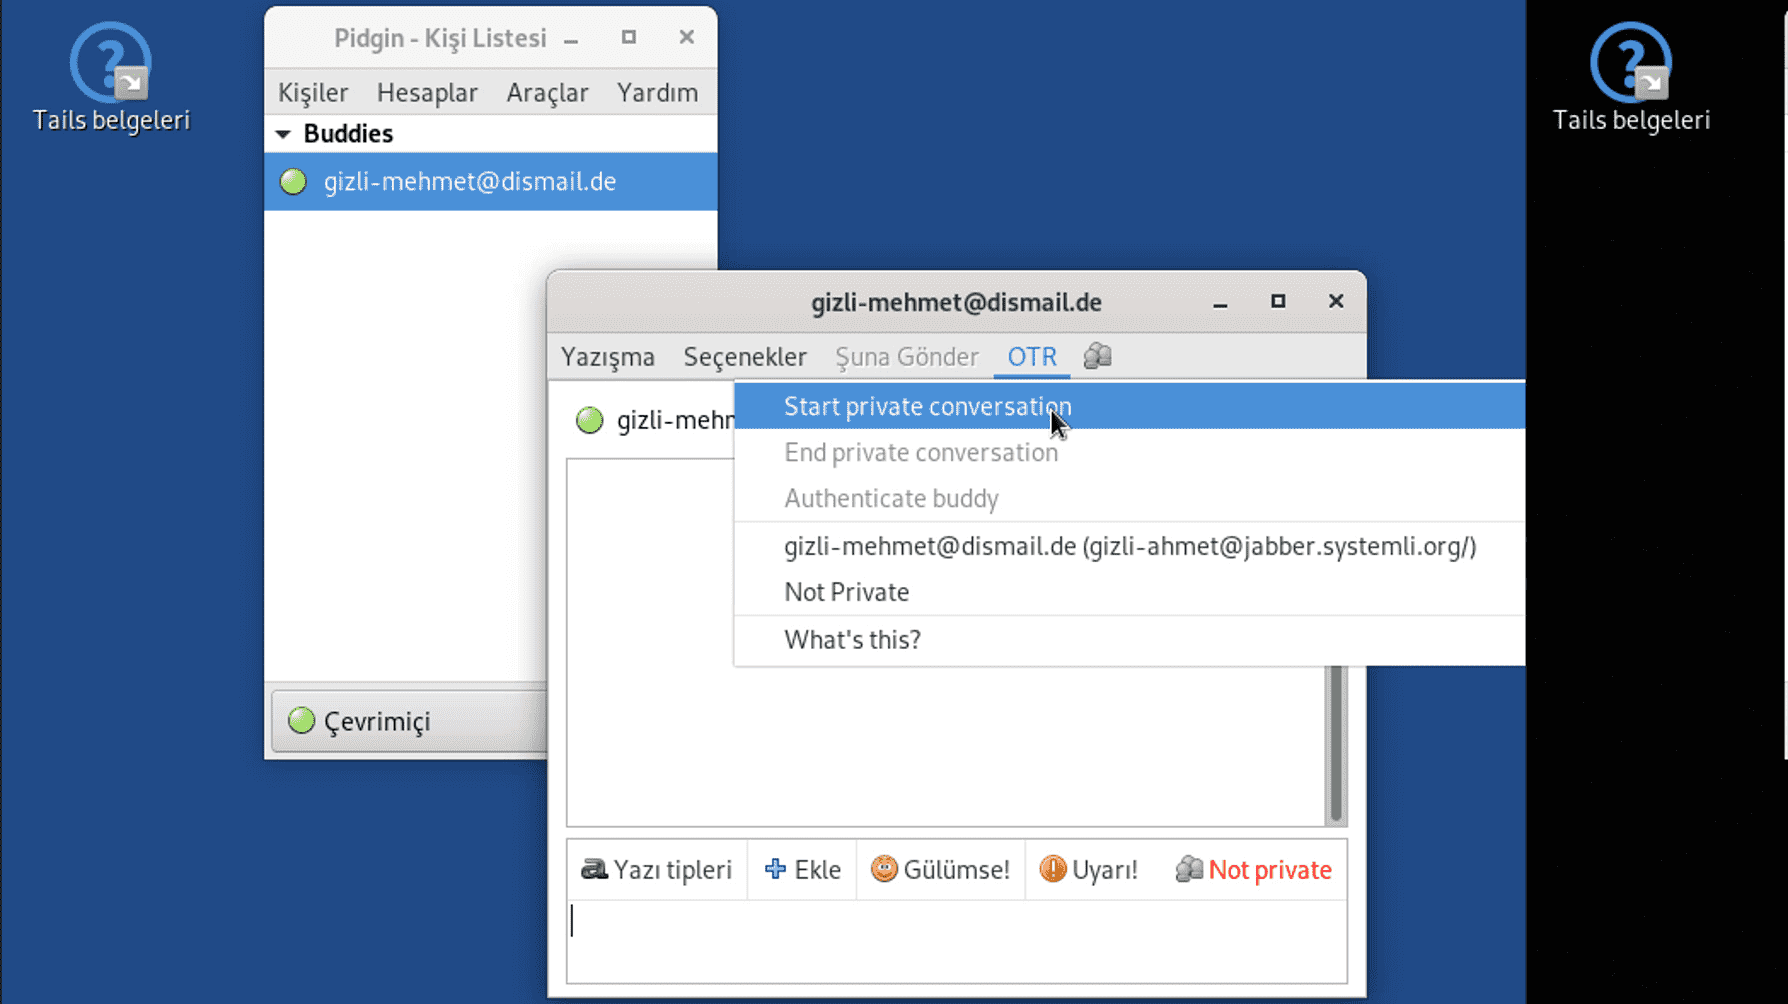 Tails belgeleri
Pidgin - Kişi Listesi
Kişiler Hesaplar Araçlar Yardım
Buddies
gizli-mehmet@dismail.de
Çevrimiçi
gizli-mehmet@dismail.de
Yazışma Seçenekler Şuna Gönder OTR
gizli-mehm
Start private conversation
End private conversation
Authenticate buddy
gizli-mehmet@dismail.de (gizli-ahmet@jabber.systemli.org/)
Not Private
What's this?
Yazı tipleri Ekle Gülümse! Uyarı! Not private
Tails belgeleri